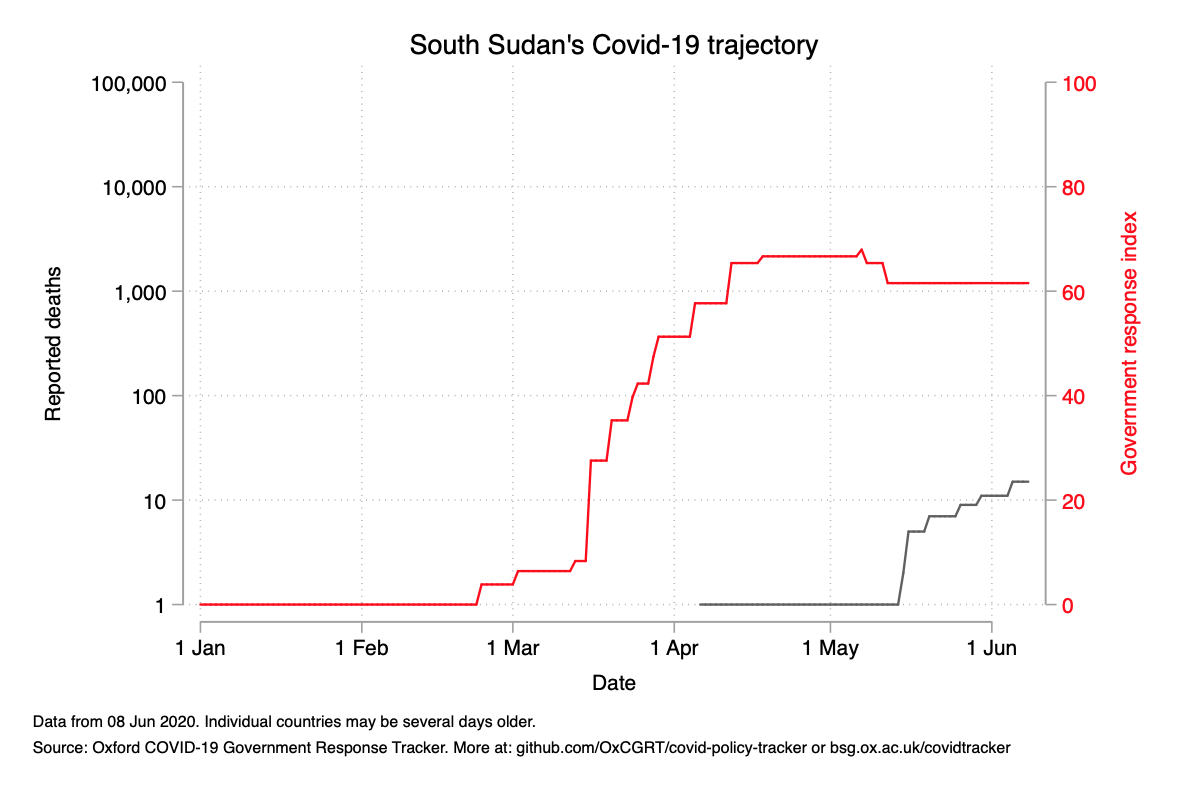 South Sudan's Covid-19 trajectory
100,000
10,000
1,000
100
10
1
Reported deaths
100
80
60
40
20
0
Government response index
1 Jan 1 Feb 1 Mar 1 Apr 1 May 1 Jun
Date
Data from 08 Jun 2020. Individual countries may be several days older.
Source: Oxford COVID-19 Government Response Tracker. More at: github.com/OxCGRT/covid-policy-tracker or bsg.ox.ac.uk/covidtracker